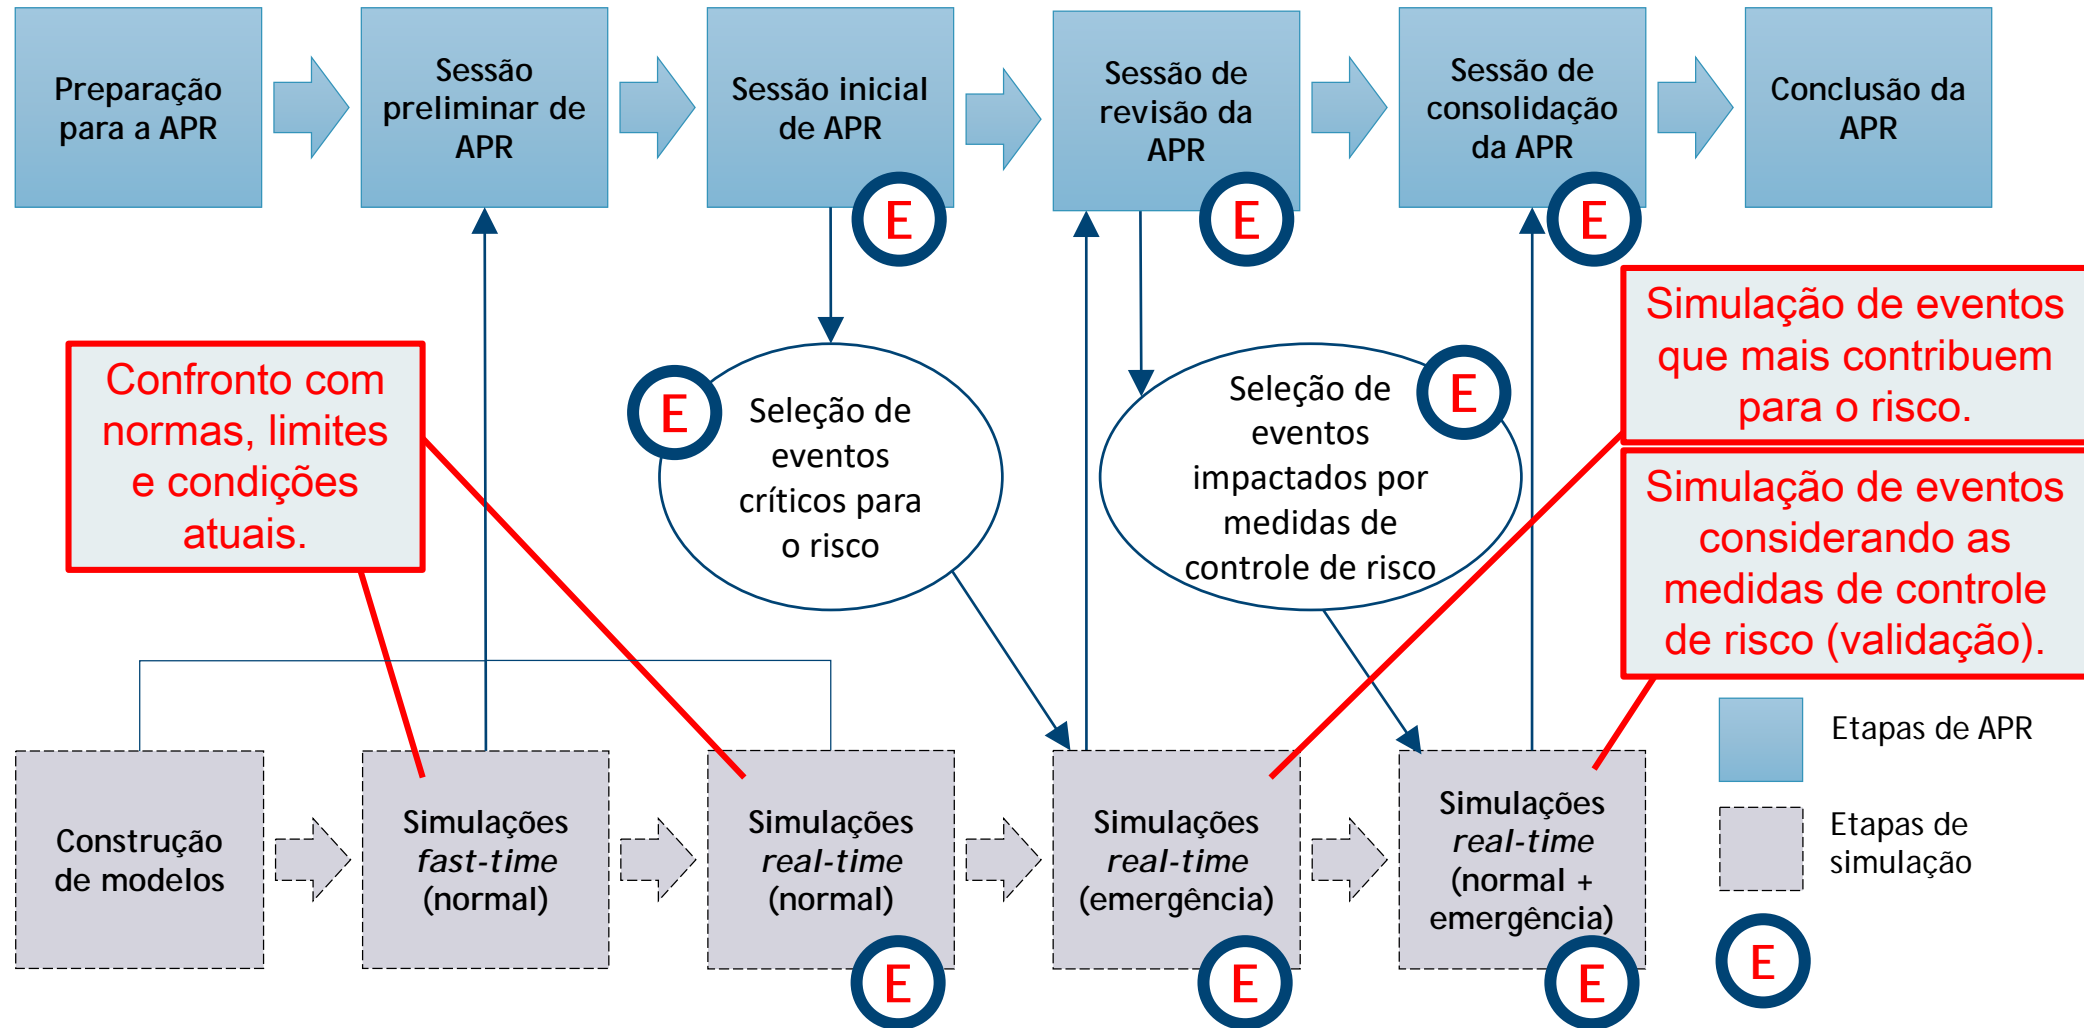 Preparação
para a APR
Sessão
preliminar de
APR
Sessão inicial
de APR
E
Sessão de
revisão da
APR
E
Sessão de
consolidação
da APR
E
Conclusão da
APR
Confronto com
normas, limites
e condições
atuais.
E
Seleção de
eventos
críticos para
o risco
E
Seleção de
eventos
impactados por
medidas de
controle de risco
Simulação de eventos
que mais contribuem
para o risco.
Simulação de eventos
considerando as
medidas de controle
de risco (validação).
Construção
de modelos
Simulações
fast-time
(normal)
Simulações
real-time
(normal)
E
Simulações
real-time
(emergência)
E
Simulações
real-time
(normal +
emergência)
E
Etapas de APR
Etapas de
simulação
E